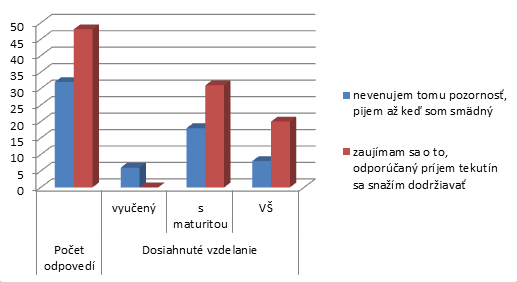 50
45
40
35
30
25
20
15
10
5
0
vyučený
s
maturitou
VŠ
Počet
odpovedí
Dosiahnuté vzdelanie
nevenujem tomu pozornosť,
pijem až keď som smädný
zaujímam sa o to,
odporúčaný príjem tekutín
sa snažím dodržiavať